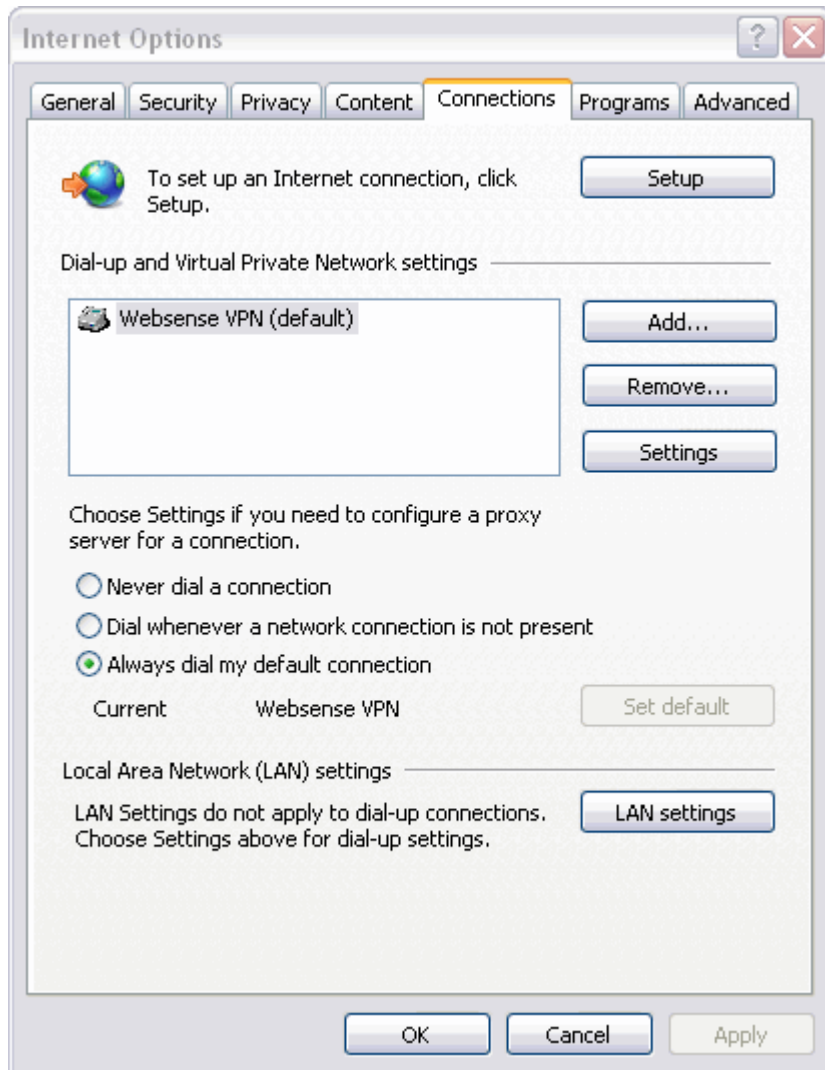 Internet Options
?
General Security Privacy Content Connections Programs Advanced
To set up an Internet connection, click
Setup.
Setup
Dial-up and Virtual Private Network settings
Websense VPN (default)
Add...
Remove...
Settings
Choose Settings if you need to configure a proxy
server for a connection.
Never dial a connection
Dial whenever a network connection is not present
Always dial my default connection
Current Websense VPN Set default
Local Area Network (LAN) settings
LAN Settings do not apply to dial-up connections.
Choose Settings above for dial-up settings.
LAN settings
OK Cancel Apply